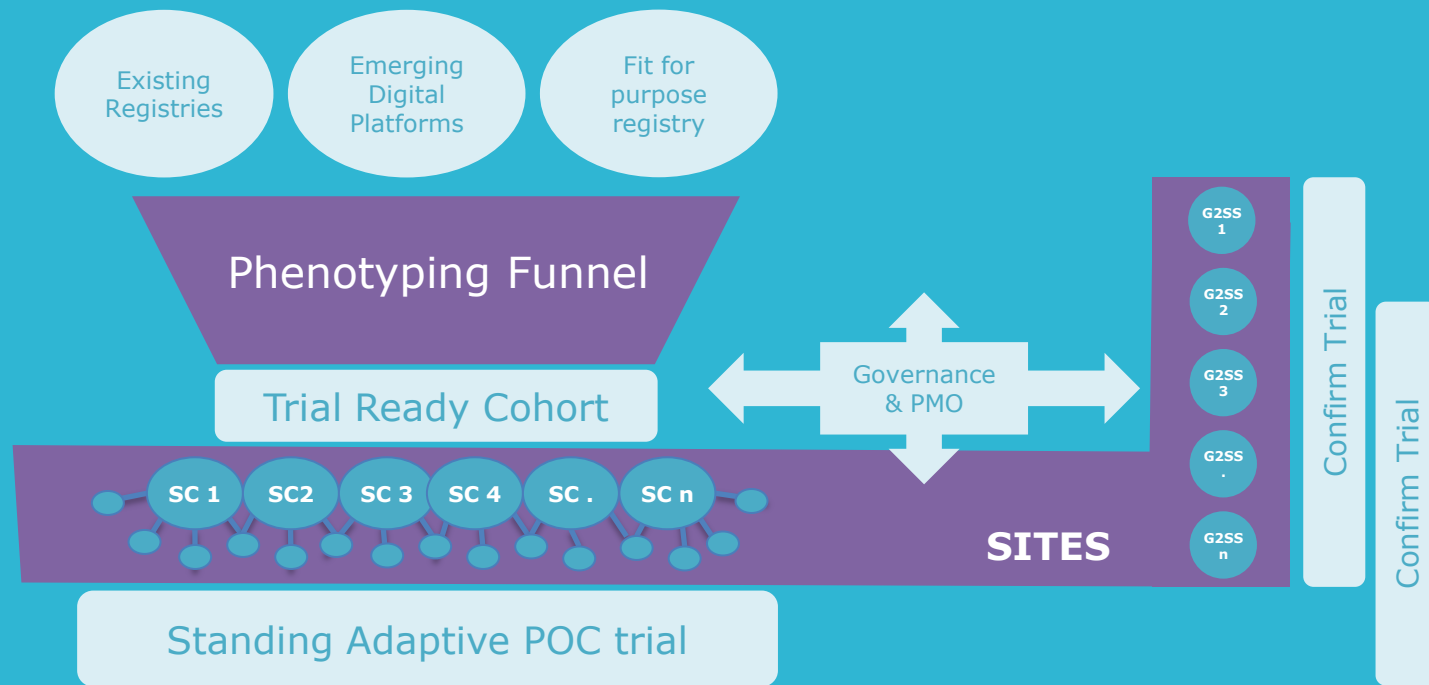 Existing
Registries
Emerging
Digital
Platforms
Fit for
purpose
registry
Phenotyping Funnel
Trial Ready Cohort
Governance
& PMO
SC 1
SC2
SC 3
SC 4
SC .
SC n
SITES
Standing Adaptive POC trial
G2SS
1
G2SS
2
G2SS
3
G2SS
.
G2SS
n
Confirm Trial
Confirm Trial